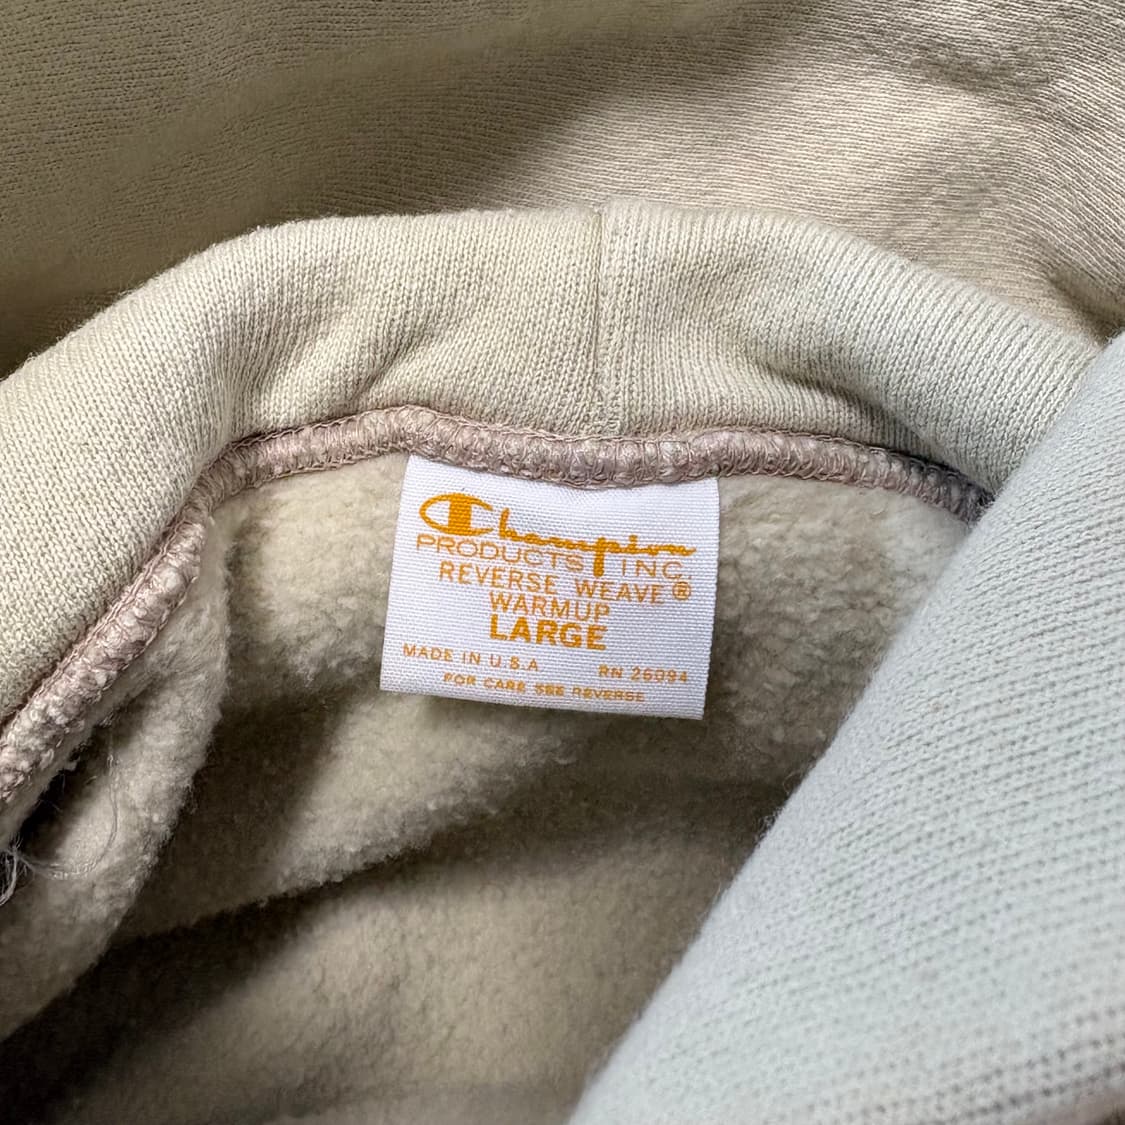 Champion
PRODUCTS INC.
REVERSE WEAVE®
WARMUP
LARGE
MADE IN U.S.A RN 26094
FOR CARE SEE REVERSE